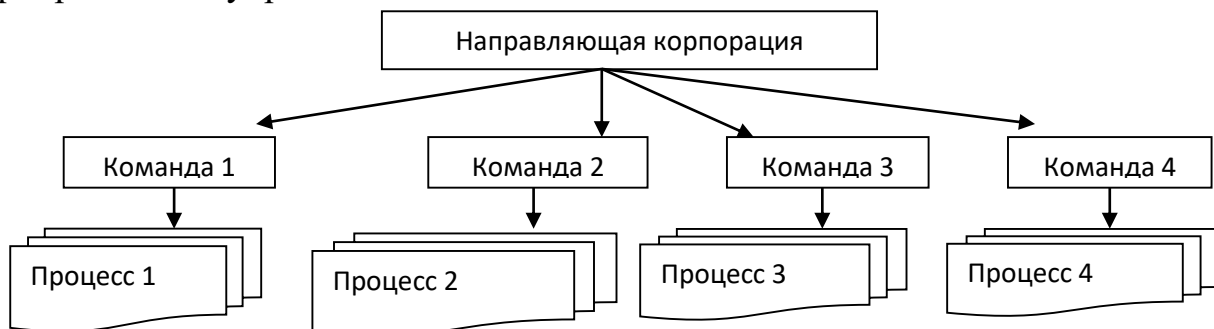 Направляющая корпорация
Команда 1 Команда 2 Команда 3 Команда 4
Процесс 1 Процесс 2 Процесс 3 Процесс 4